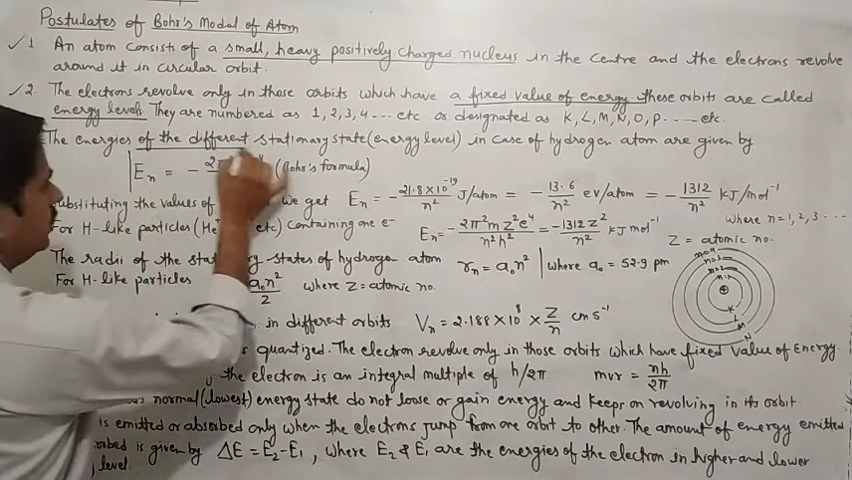 Postulates of Bohr's Modal of Atom
✓ 1. An atom consists of a small, heavy positively charged nucleus in the centre and the electrons revolve
around it in circular orbit.
✓ 2. The electrons revolve only in those orbits which have a fixed value of energy these orbits are called
energy levels They are numbered as 1, 2, 3, 4 --- etc or designated as K, L, M, N, O, P ---- etc.
The energies of the different stationary state (energy level) in case of hydrogen atom are given by
En = - 2π (Bohr's formula)
substituting the values of we get En = -21.8×10⁻¹⁹/n² J/atom = -13.6/n² ev/atom = -1312/n² KJ/mol⁻¹
where n = 1, 2, 3 ---
For H-like particles (He⁺ etc) containing one e⁻ En = -2π²mZ²e⁴/n²h² = -1312Z²/n² KJ mol⁻¹
Z = atomic no.
The radii of the states of hydrogen atom rn = a₀n² | where a₀ = 52.9 pm
For H-like particles a₀n²/Z where Z = atomic no.
n=4
n=3
n=2
n=1
+
K
L
M
N
in different orbits Vn = 2.188×10⁸ × Z/n cm s⁻¹
quantized. The electron revolve only in those orbits which have fixed value of Energy.
the electron is an integral multiple of h/2π mvr = nh/2π
normal (lowest) energy state do not loose or gain energy and keeps on revolving in its orbit.
is emitted or absorbed only when the electrons jump from one orbit to other. The amount of energy emitted
is given by ΔE = E₂-E₁, where E₂ & E₁ are the energies of the electron in higher and lower
level.